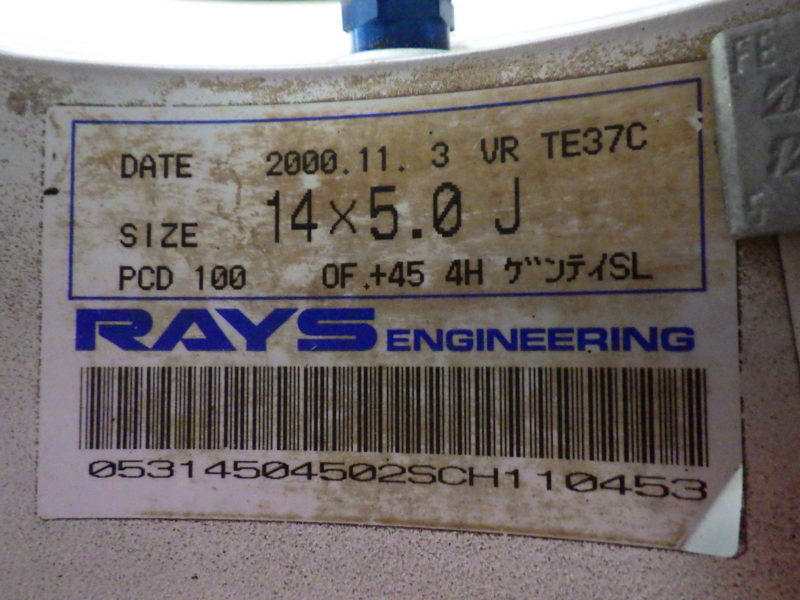 DATE 2000.11. 3 VR TE37C
SIZE 14×5.0 J
PCD 100 OF.+45 4H ゲンテイSL
RAYS ENGINEERING
05314504502SCH110453
FE